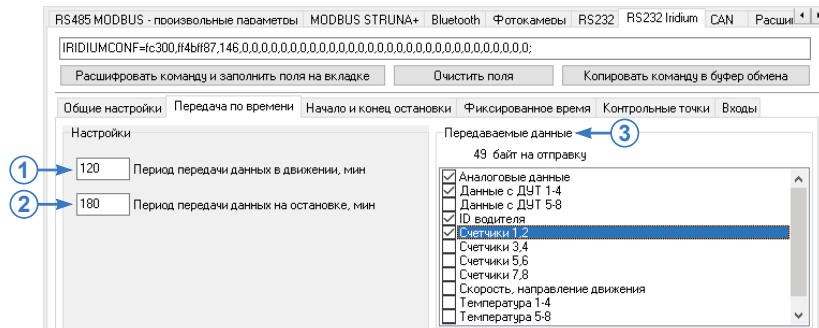 RS485 MODBUS - произвольные параметры MODBUS STRUNA+ Bluetooth Фотокамеры RS232 RS232 Iridium CAN
IRIDIUMCONF=fc300,ff4bff87,146,0,0,0,0,0,0,0,0,0,0,0,0,0,0,0,0,0,0,0,0,0,0,0,0,0,0,0,0,0,0,0,0;
Расшифровать команду и заполнить поля на вкладке Очистить поля Копировать команду в буфер обмена
Общие настройки Передача по времени Начало и конец остановки Фиксированное время Контрольные точки Входы
Настройки
Передаваемые данные
3
49 байт на отправку
1
120 Период передачи данных в движении, мин
2
180 Период передачи данных на остановке, мин
Аналоговые данные
Данные с ДУТ 1-4
Данные с ДУТ 5-8
ID водителя
Счетчики 1,2
Счетчики 3,4
Счетчики 5,6
Счетчики 7,8
Скорость, направление движения
Температура 1-4
Температура 5-8